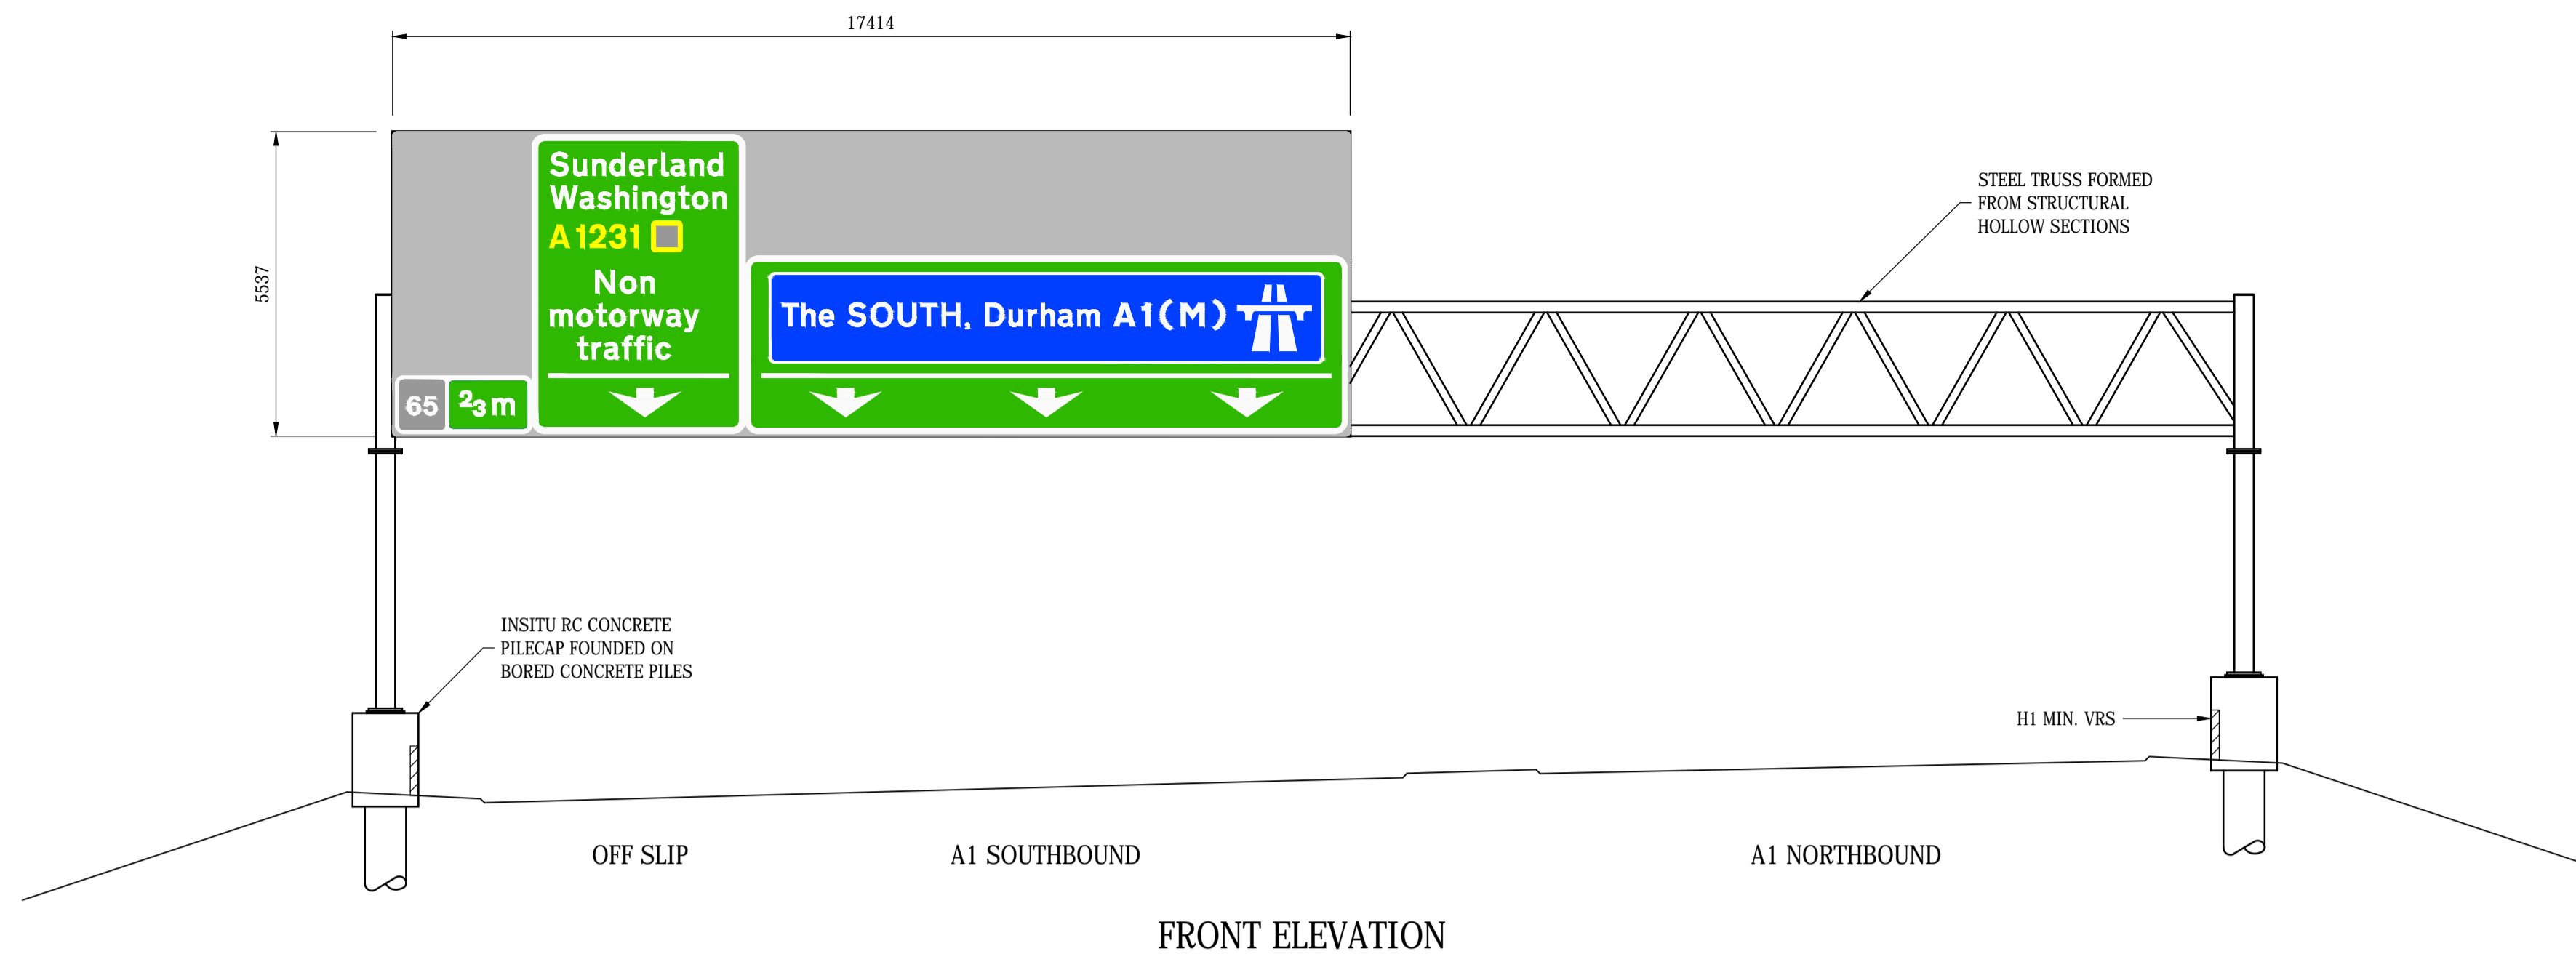 17414
5537
Sunderland
Washington
A1231
Non
motorway
traffic
The SOUTH, Durham A1(M)
65
⅔ m
STEEL TRUSS FORMED
FROM STRUCTURAL
HOLLOW SECTIONS
INSITU RC CONCRETE
PILECAP FOUNDED ON
BORED CONCRETE PILES
H1 MIN. VRS
OFF SLIP
A1 SOUTHBOUND
A1 NORTHBOUND
FRONT ELEVATION